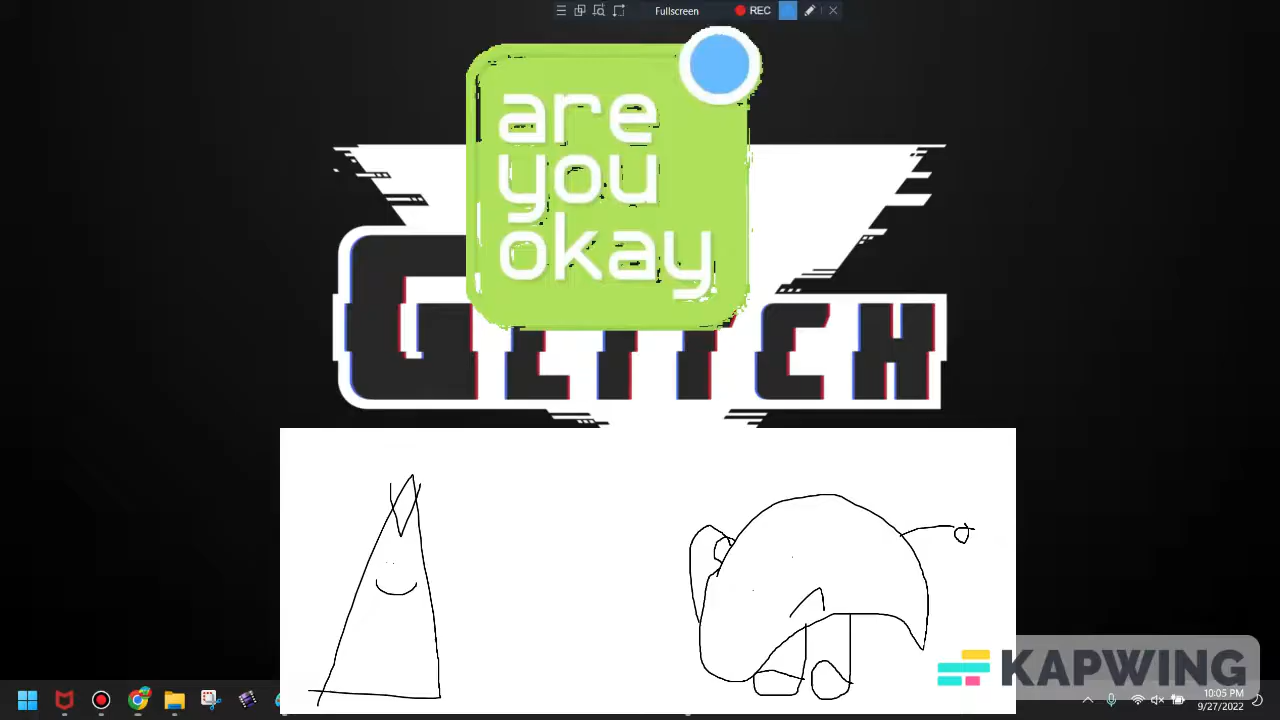 Fullscreen
REC
are
you
okay
GLITCH
KAPWING
10:05 PM
9/27/2022